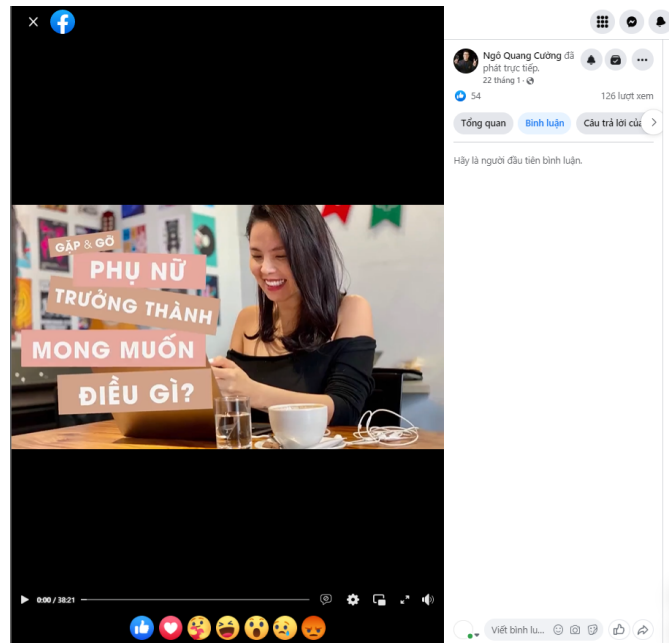 Ngô Quang Cường đã
phát trực tiếp.
22 tháng 1 ·
54
126 lượt xem
Tổng quan
Bình luận
Câu trả lời của
Hãy là người đầu tiên bình luận.
GẶP & GỠ
PHỤ NỮ
TRƯỞNG THÀNH
MONG MUỐN
ĐIỀU GÌ?
0:00 / 38:21
Viết bình lu...